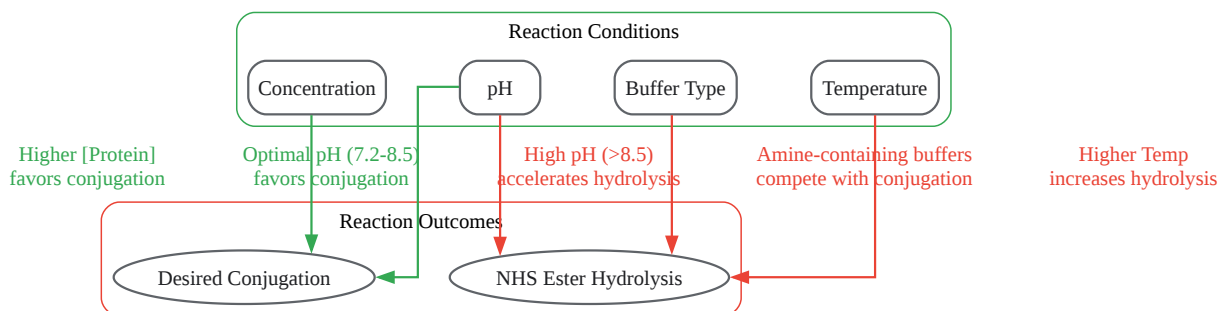 Reaction Conditions
Concentration
pH
Buffer Type
Temperature
Higher [Protein]
favors conjugation
Optimal pH (7.2-8.5)
favors conjugation
High pH (>8.5)
accelerates hydrolysis
Amine-containing buffers
compete with conjugation
Higher Temp
increases hydrolysis
Reaction Outcomes
Desired Conjugation
NHS Ester Hydrolysis